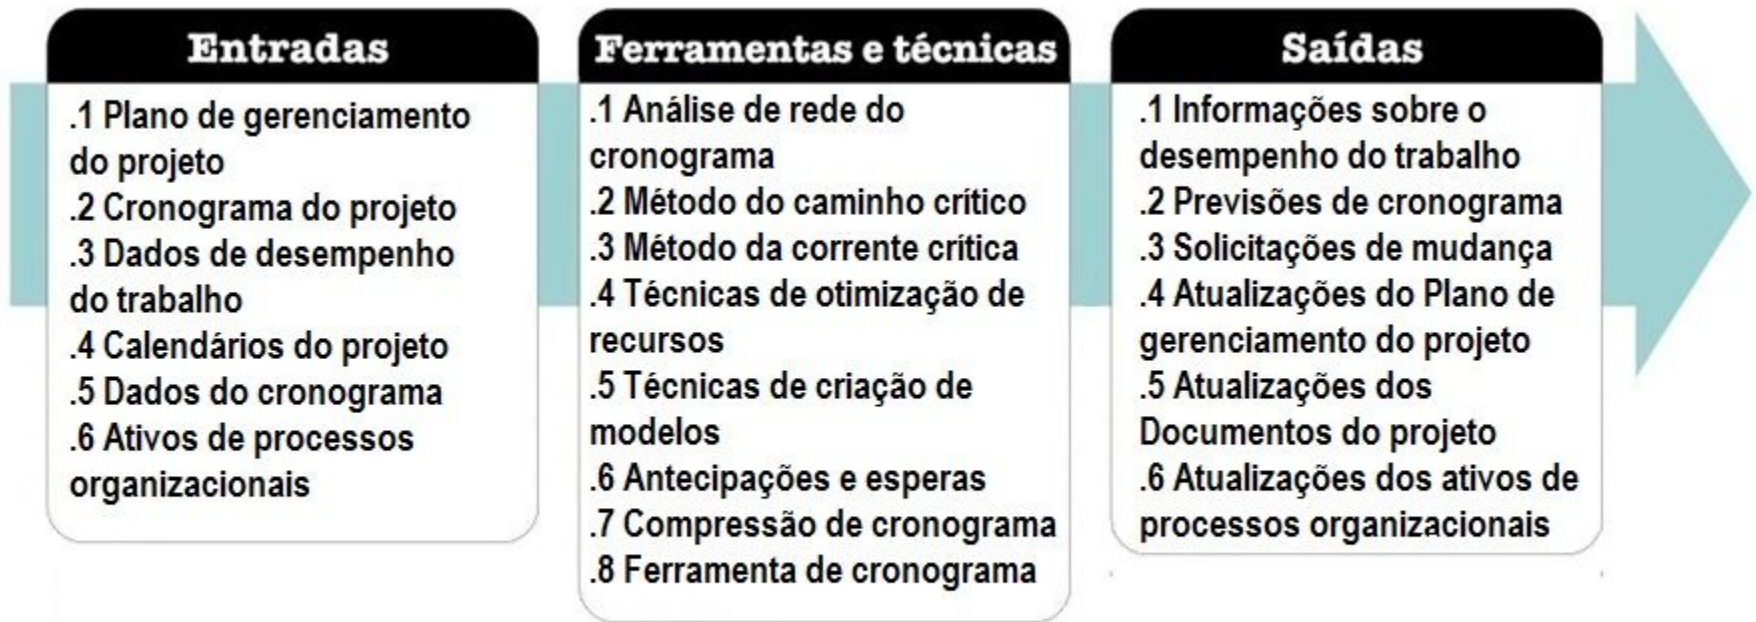 Entradas
.1 Plano de gerenciamento
do projeto
.2 Cronograma do projeto
.3 Dados de desempenho
do trabalho
.4 Calendários do projeto
.5 Dados do cronograma
.6 Ativos de processos
organizacionais
Ferramentas e técnicas
.1 Análise de rede do
cronograma
.2 Método do caminho crítico
.3 Método da corrente crítica
.4 Técnicas de otimização de
recursos
.5 Técnicas de criação de
modelos
.6 Antecipações e esperas
.7 Compressão de cronograma
.8 Ferramenta de cronograma
Saídas
.1 Informações sobre o
desempenho do trabalho
.2 Previsões de cronograma
.3 Solicitações de mudança
.4 Atualizações do Plano de
gerenciamento do projeto
.5 Atualizações dos
Documentos do projeto
.6 Atualizações dos ativos de
processos organizacionais